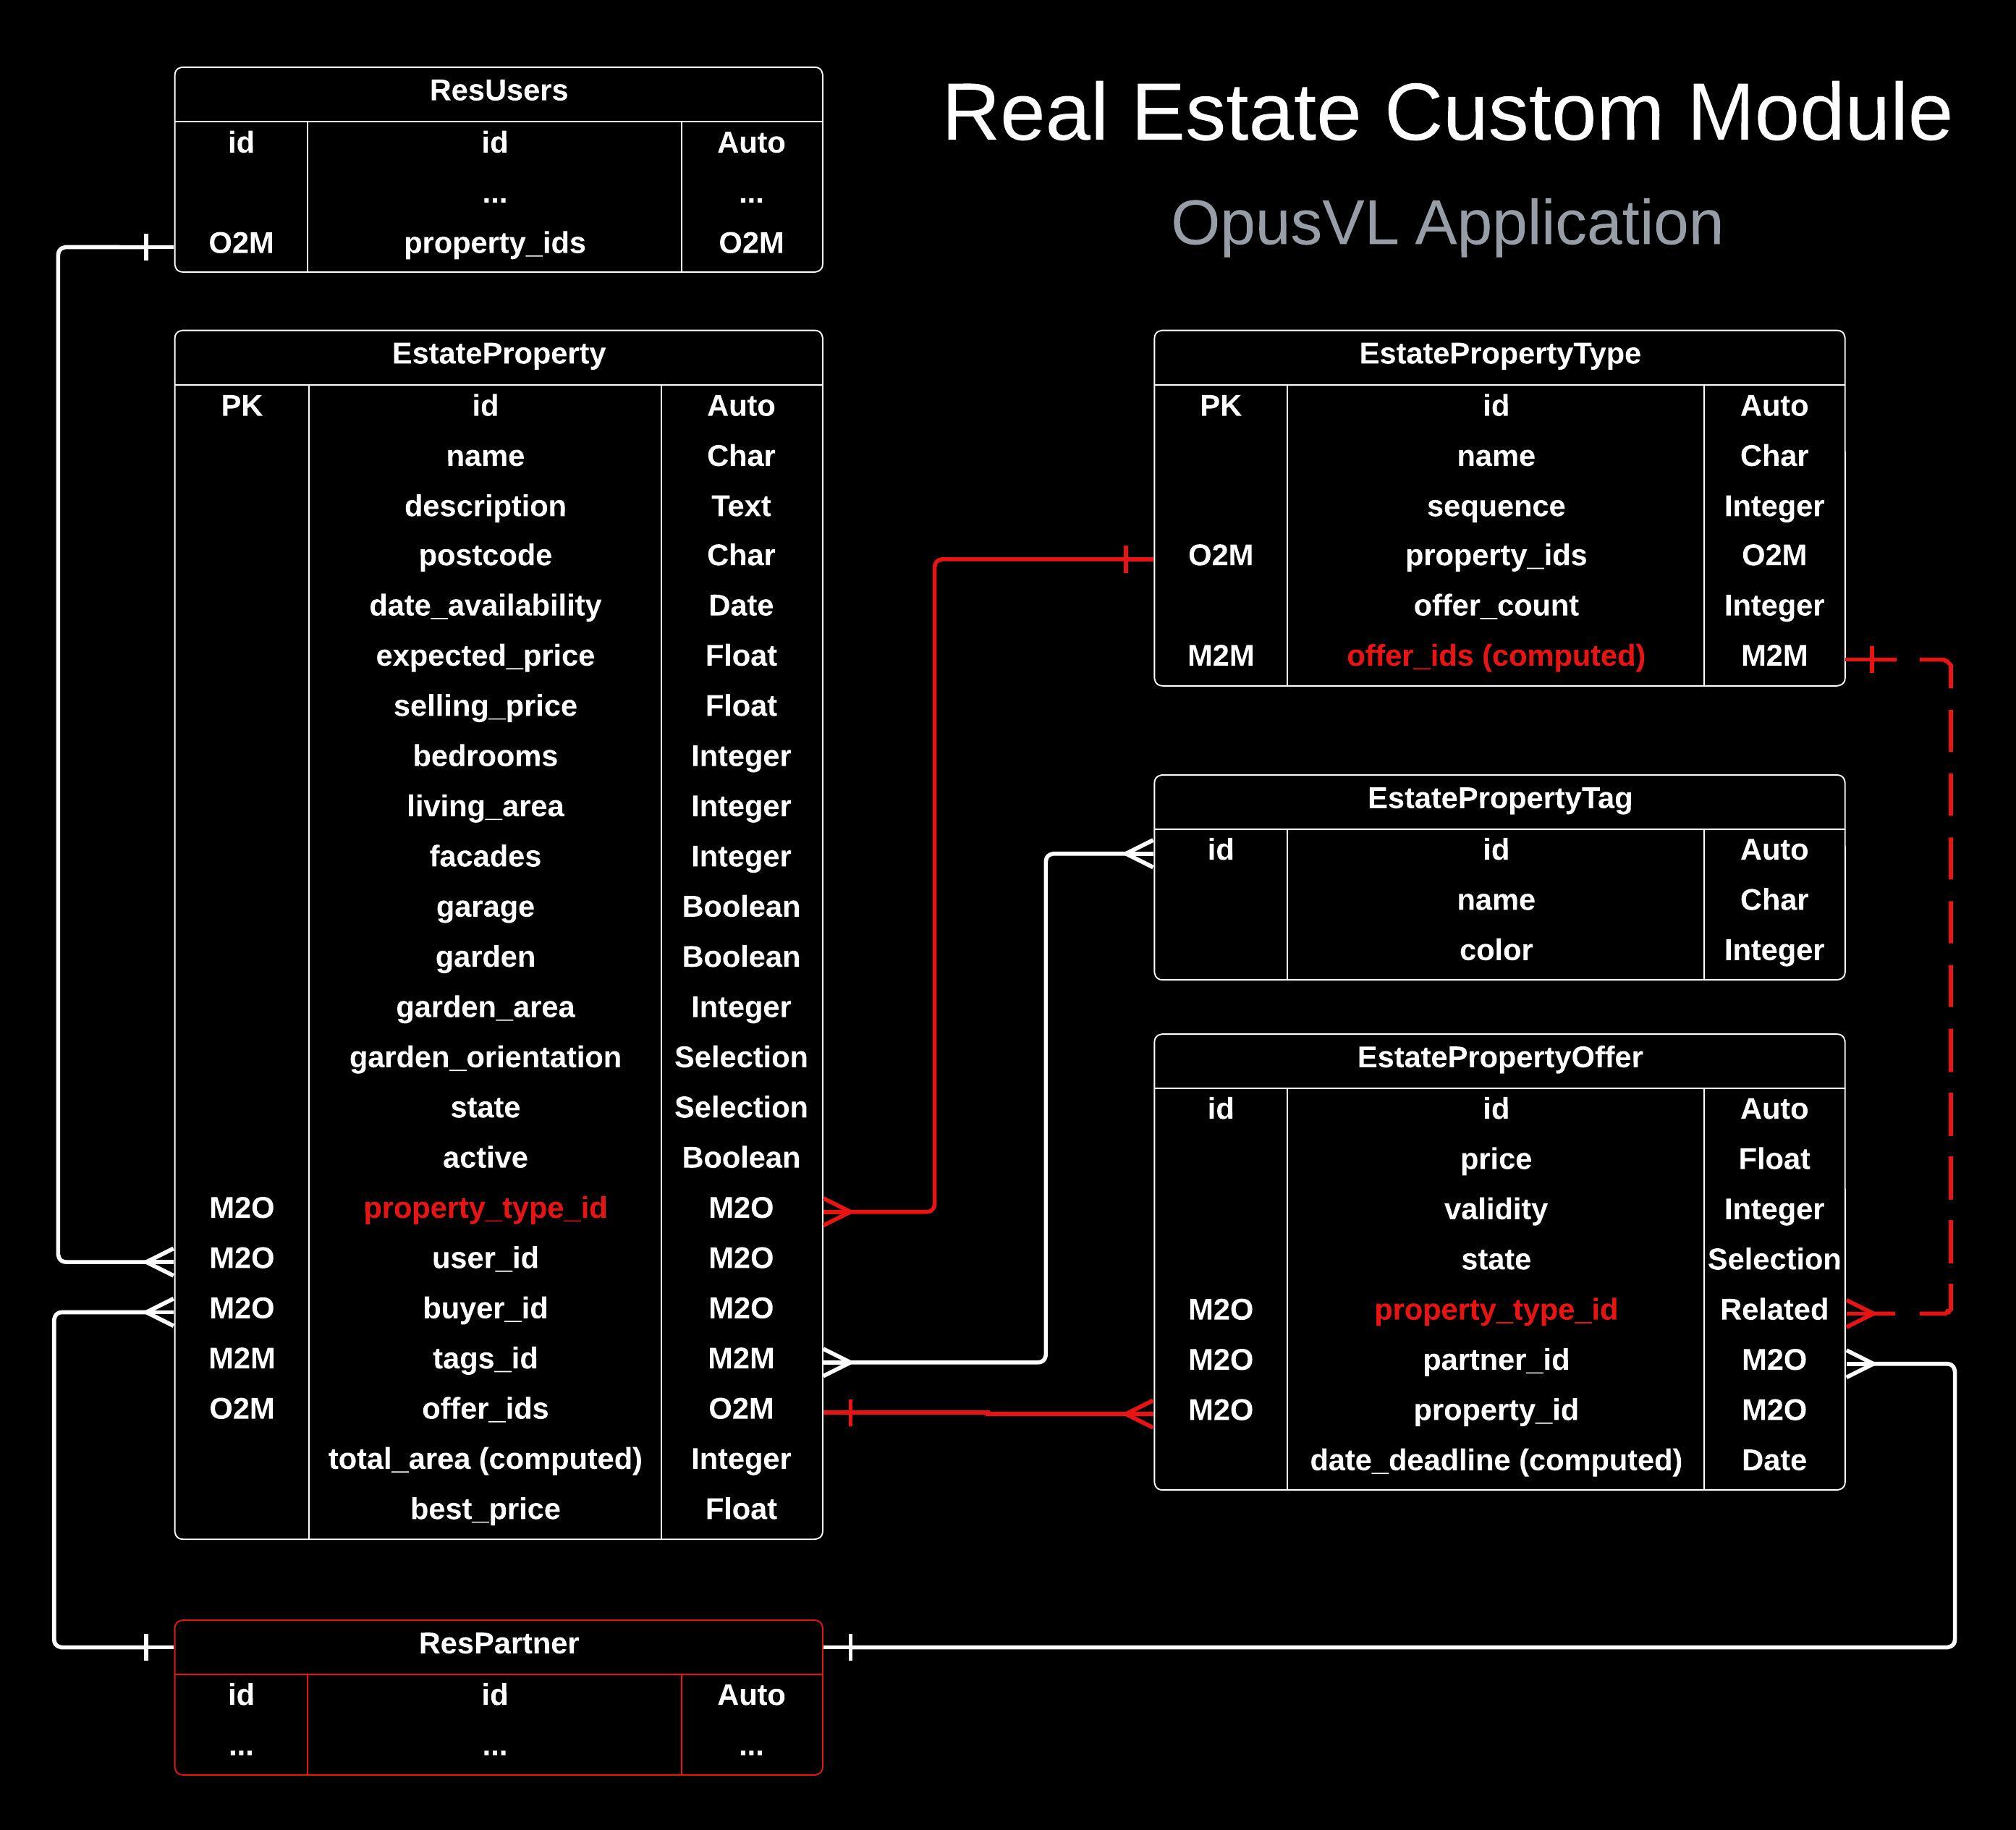 Real Estate Custom Module
OpusVL Application
ResUsers
id id Auto
... ...
O2M property_ids O2M
EstateProperty
PK id Auto
name Char
description Text
postcode Char
date_availability Date
expected_price Float
selling_price Float
bedrooms Integer
living_area Integer
facades Integer
garage Boolean
garden Boolean
garden_area Integer
garden_orientation Selection
state Selection
active Boolean
M2O property_type_id M2O
M2O user_id M2O
M2O buyer_id M2O
M2M tags_id M2M
O2M offer_ids O2M
total_area (computed) Integer
best_price Float
EstatePropertyType
PK id Auto
name Char
sequence Integer
O2M property_ids O2M
offer_count Integer
M2M offer_ids (computed) M2M
EstatePropertyTag
id id Auto
name Char
color Integer
EstatePropertyOffer
id id Auto
price Float
validity Integer
state Selection
M2O property_type_id Related
M2O partner_id M2O
M2O property_id M2O
date_deadline (computed) Date
ResPartner
id id Auto
... ... ...